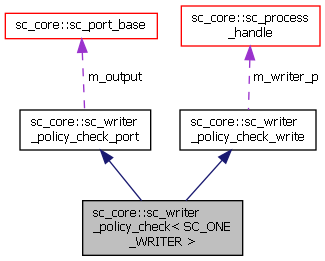 sc_core::sc_port_base
sc_core::sc_process
_handle
m_output
m_writer_p
sc_core::sc_writer
_policy_check_port
sc_core::sc_writer
_policy_check_write
sc_core::sc_writer
_policy_check< SC_ONE
_WRITER >